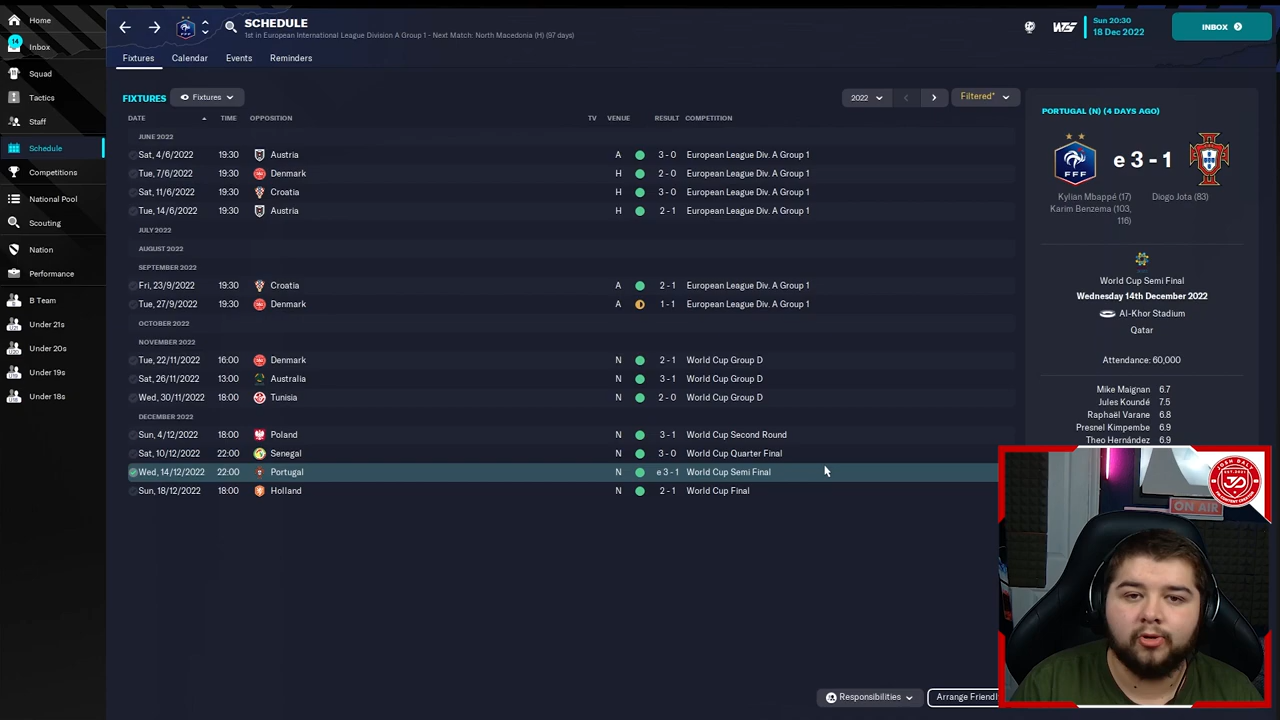 Home
14
Inbox
Squad
Tactics
Staff
Schedule
Competitions
National Pool
Scouting
Nation
Performance
B Team
Under 21s
Under 20s
Under 19s
Under 18s
SCHEDULE
1st in European International League Division A Group 1 - Next Match: North Macedonia (H) (97 days)
Sun 20:30
18 Dec 2022
INBOX
Fixtures Calendar Events Reminders
FIXTURES Fixtures 2022 Filtered*
DATE TIME OPPOSITION TV VENUE RESULT COMPETITION
JUNE 2022
Sat, 4/6/2022 19:30 Austria A 3 - 0 European League Div. A Group 1
Tue, 7/6/2022 19:30 Denmark H 2 - 0 European League Div. A Group 1
Sat, 11/6/2022 19:30 Croatia H 3 - 0 European League Div. A Group 1
Tue, 14/6/2022 19:30 Austria H 2 - 1 European League Div. A Group 1
JULY 2022
AUGUST 2022
SEPTEMBER 2022
Fri, 23/9/2022 19:30 Croatia A 2 - 1 European League Div. A Group 1
Tue, 27/9/2022 19:30 Denmark A 1 - 1 European League Div. A Group 1
OCTOBER 2022
NOVEMBER 2022
Tue, 22/11/2022 16:00 Denmark N 2 - 1 World Cup Group D
Sat, 26/11/2022 13:00 Australia N 3 - 1 World Cup Group D
Wed, 30/11/2022 18:00 Tunisia N 2 - 0 World Cup Group D
DECEMBER 2022
Sun, 4/12/2022 18:00 Poland N 3 - 1 World Cup Second Round
Sat, 10/12/2022 22:00 Senegal N 3 - 0 World Cup Quarter Final
Wed, 14/12/2022 22:00 Portugal N e 3 - 1 World Cup Semi Final
Sun, 18/12/2022 18:00 Holland N 2 - 1 World Cup Final
PORTUGAL (N) (4 DAYS AGO)
FFF e 3 - 1
Kylian Mbappé (17) Diogo Jota (83)
Karim Benzema (103,
116)
World Cup Semi Final
Wednesday 14th December 2022
Al-Khor Stadium
Qatar
Attendance: 60,000
Mike Maignan 6.7
Jules Koundé 7.5
Raphaël Varane 6.8
Presnel Kimpembe 6.9
Theo Hernández 6.9
JOSH DALY
JD
ON AIR
Responsibilities Arrange Friendl